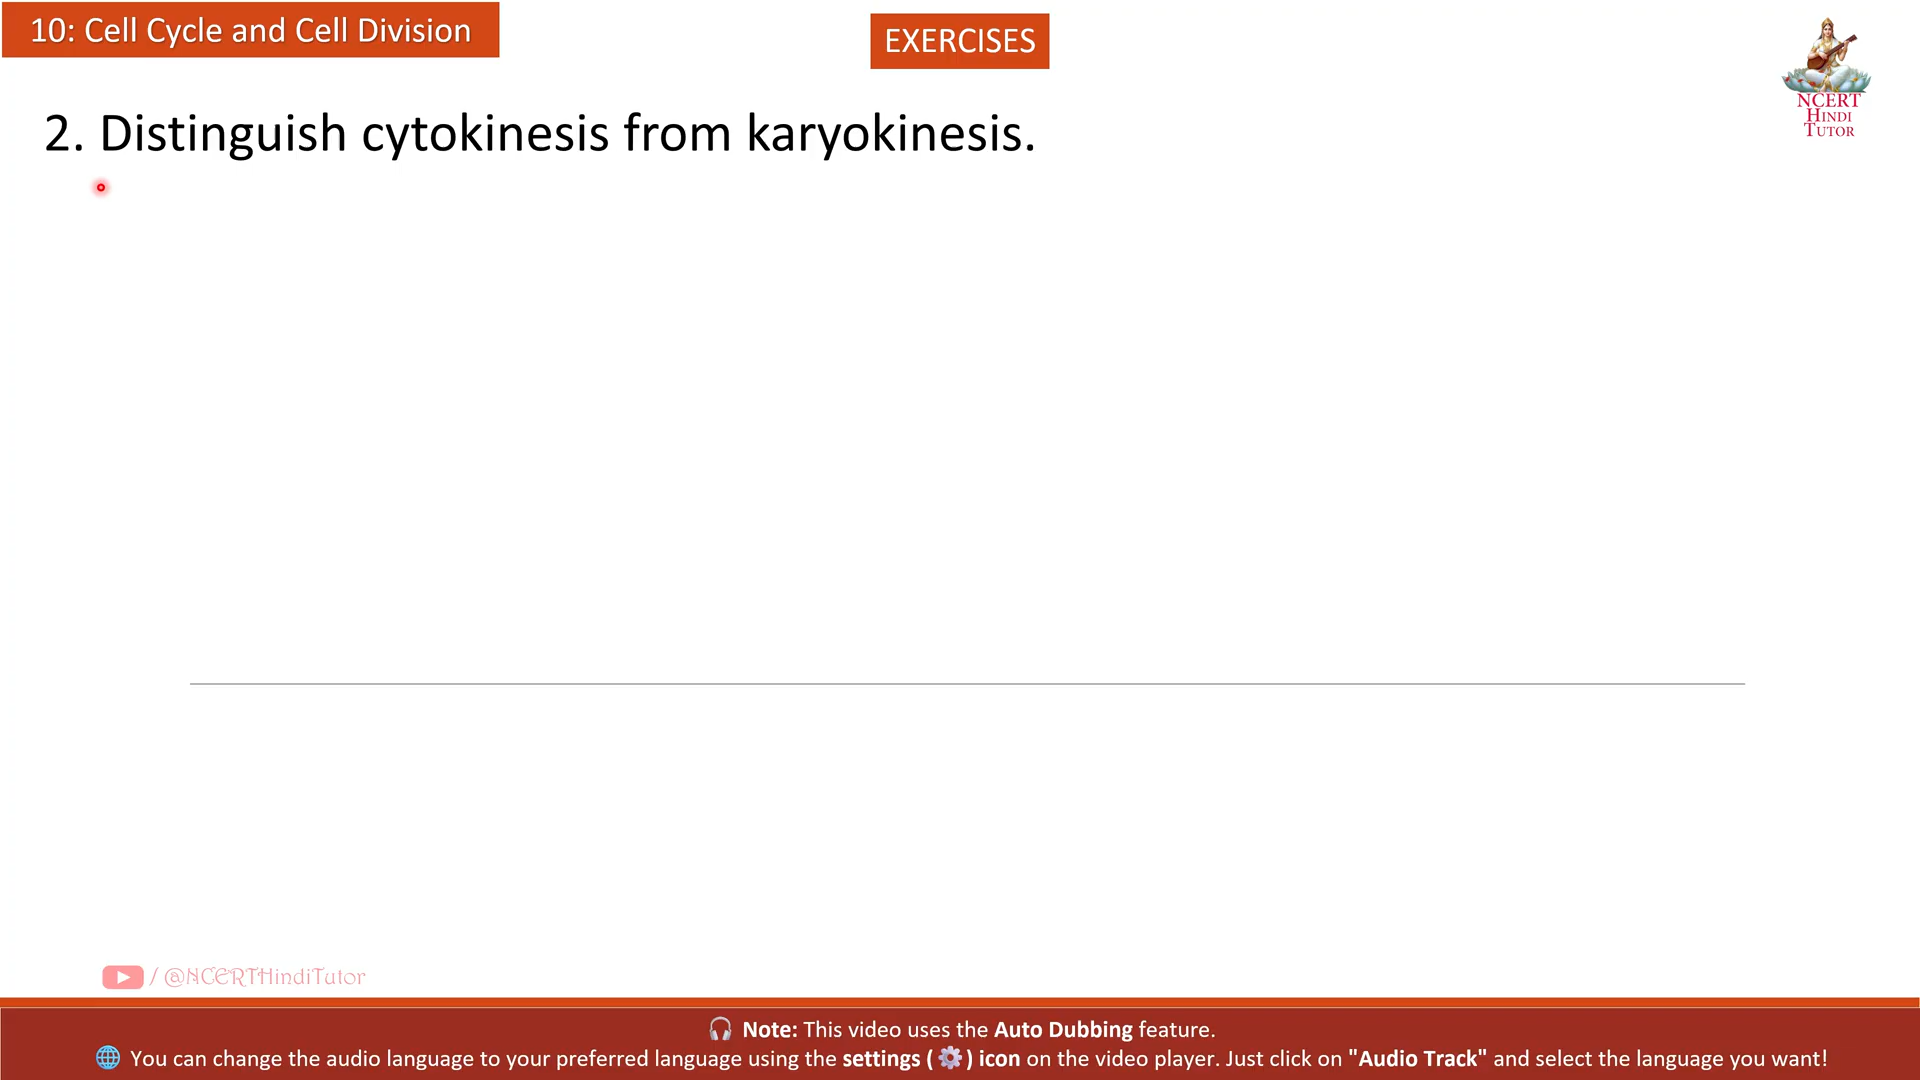 10: Cell Cycle and Cell Division
EXERCISES
NCERT
HINDI
TUTOR
2. Distinguish cytokinesis from karyokinesis.
/ @NCERTHindiTutor
Note: This video uses the Auto Dubbing feature.
You can change the audio language to your preferred language using the settings ( ⚙ ) icon on the video player. Just click on "Audio Track" and select the language you want!